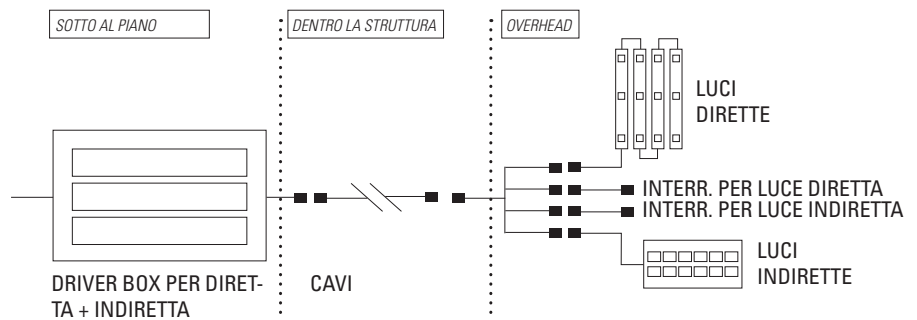 SOTTO AL PIANO
DENTRO LA STRUTTURA
OVERHEAD
LUCI
DIRETTE
INTERR. PER LUCE DIRETTA
INTERR. PER LUCE INDIRETTA
LUCI
INDIRETTE
DRIVER BOX PER DIRET-
TA + INDIRETTA
CAVI